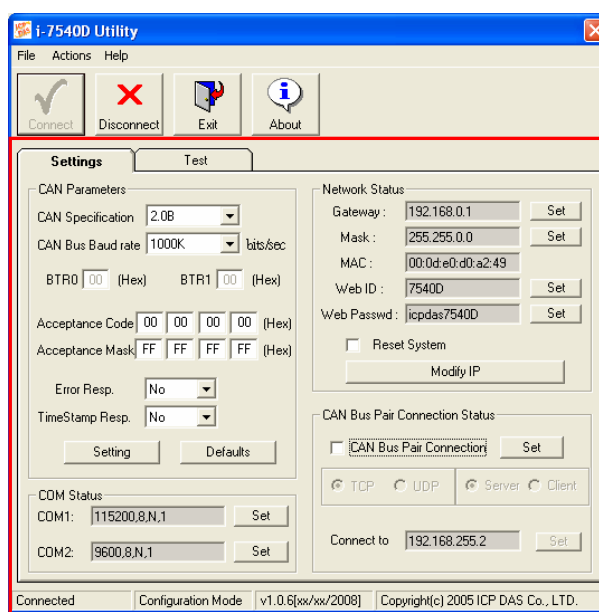 i-7540D Utility
File Actions Help
Connect Disconnect Exit About
Settings Test
CAN Parameters
CAN Specification 2.0B
CAN Bus Baud rate 1000K bits/sec
BTR0 00 (Hex) BTR1 00 (Hex)
Acceptance Code 00 00 00 00 (Hex)
Acceptance Mask FF FF FF FF (Hex)
Error Resp. No
TimeStamp Resp. No
Setting Defaults
COM Status
COM1: 115200,8,N,1 Set
COM2: 9600,8,N,1 Set
Network Status
Gateway : 192.168.0.1 Set
Mask : 255.255.0.0 Set
MAC : 00:0d:e0:d0:a2:49
Web ID : 7540D Set
Web Passwd : icpdas7540D Set
Reset System
Modify IP
CAN Bus Pair Connection Status
CAN Bus Pair Connection Set
TCP UDP Server Client
Connect to 192.168.255.2 Set
Connected Configuration Mode v1.0.6[xx/xx/2008] Copyright(c) 2005 ICP DAS Co., LTD.